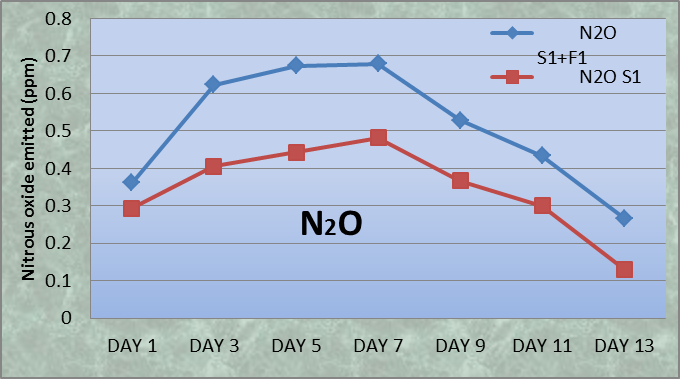 Nitrous oxide emitted (ppm)
0.8
0.7
0.6
0.5
0.4
0.3
0.2
0.1
0
N2O
S1+F1
N2O S1
N₂O
DAY 1 DAY 3 DAY 5 DAY 7 DAY 9 DAY 11 DAY 13